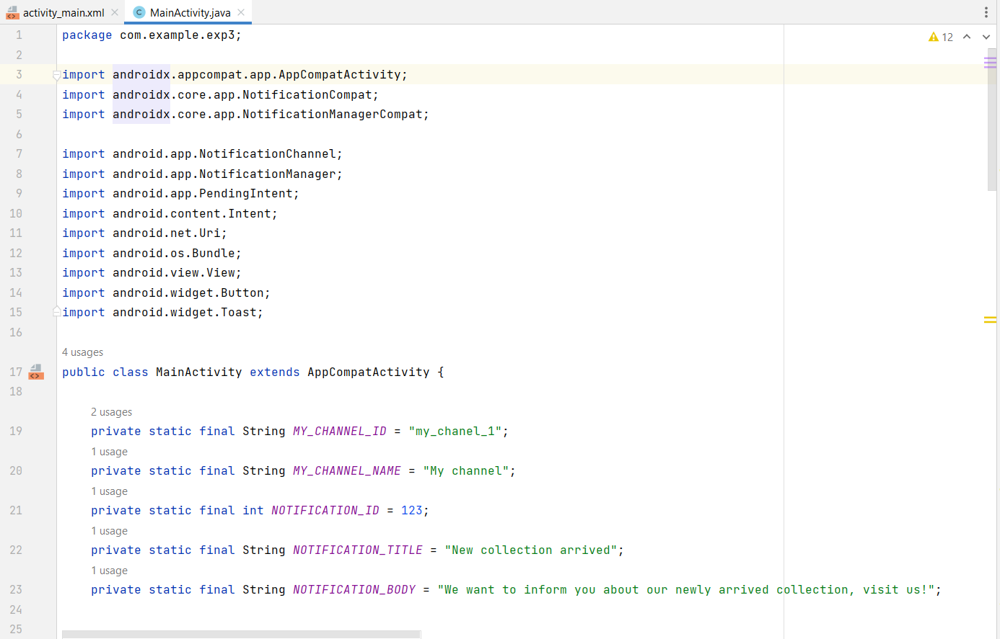 activity_main.xml MainActivity.java
12
1 package com.example.exp3;
2
3 import androidx.appcompat.app.AppCompatActivity;
4 import androidx.core.app.NotificationCompat;
5 import androidx.core.app.NotificationManagerCompat;
6
7 import android.app.NotificationChannel;
8 import android.app.NotificationManager;
9 import android.app.PendingIntent;
10 import android.content.Intent;
11 import android.net.Uri;
12 import android.os.Bundle;
13 import android.view.View;
14 import android.widget.Button;
15 import android.widget.Toast;
16
4 usages
17 public class MainActivity extends AppCompatActivity {
18
2 usages
19 private static final String MY_CHANNEL_ID = "my_chanel_1";
1 usage
20 private static final String MY_CHANNEL_NAME = "My channel";
1 usage
21 private static final int NOTIFICATION_ID = 123;
1 usage
22 private static final String NOTIFICATION_TITLE = "New collection arrived";
1 usage
23 private static final String NOTIFICATION_BODY = "We want to inform you about our newly arrived collection, visit us!";
24
25